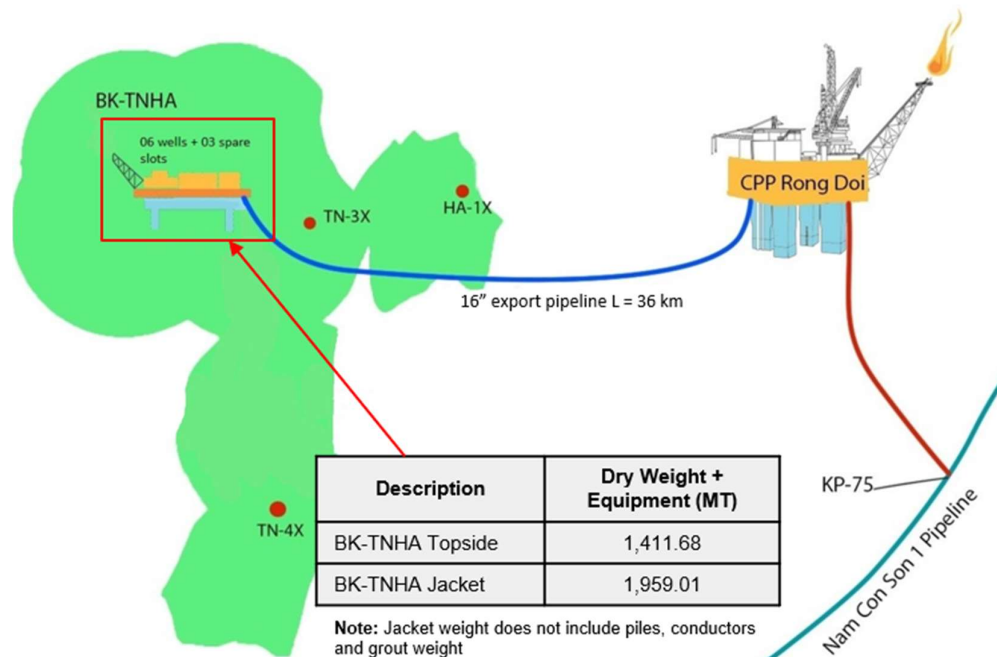 BK-TNHA
06 wells + 03 spare
slots
TN-3X
HA-1X
CPP Rong Doi
16” export pipeline L = 36 km
TN-4X
KP-75
Nam Con Son 1 Pipeline
Description
Dry Weight +
Equipment (MT)
BK-TNHA Topside
1,411.68
BK-TNHA Jacket
1,959.01
Note: Jacket weight does not include piles, conductors
and grout weight